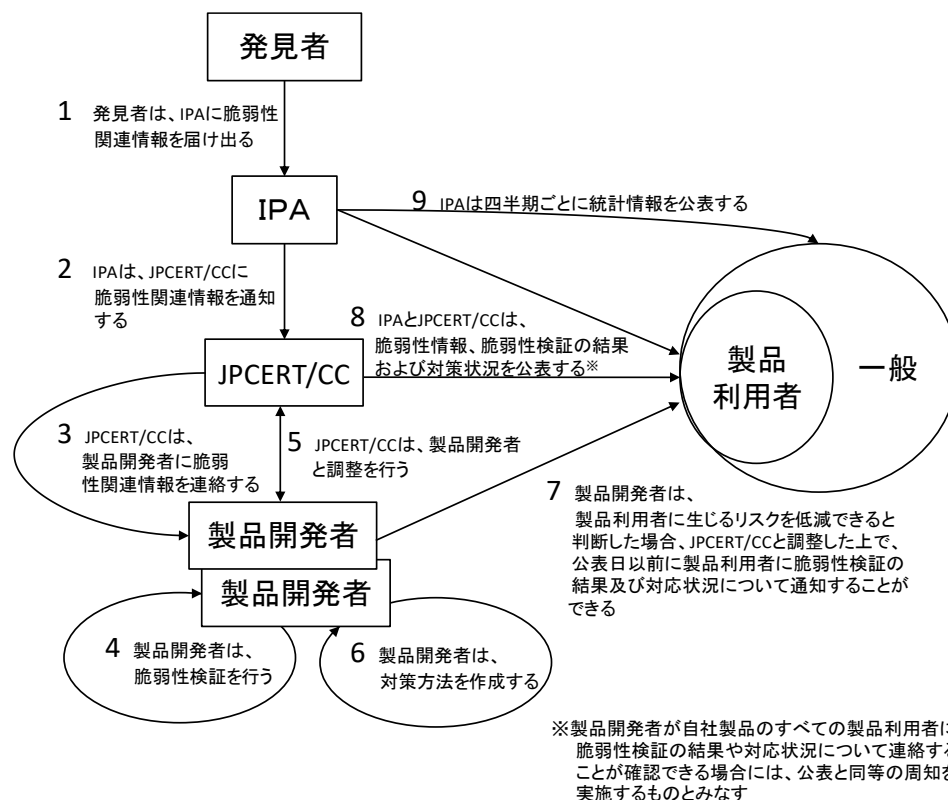 発見者
1 発見者は、IPAに脆弱性
関連情報を届け出る
IPA
9 IPAは四半期ごとに統計情報を公表する
2 IPAは、JPCERT/CCに
脆弱性関連情報を通知
する
8 IPAとJPCERT/CCは、
脆弱性情報、脆弱性検証の結果
および対策状況を公表する※
JPCERT/CC
製品
利用者
一般
3 JPCERT/CCは、
製品開発者に脆弱
性関連情報を連絡する
5 JPCERT/CCは、製品開発者
と調整を行う
7 製品開発者は、
製品利用者に生じるリスクを低減できると
判断した場合、JPCERT/CCと調整した上で、
公表日以前に製品利用者に脆弱性検証の
結果及び対応状況について通知することが
できる
製品開発者
製品開発者
4 製品開発者は、
脆弱性検証を行う
6 製品開発者は、
対策方法を作成する
※製品開発者が自社製品のすべての製品利用者に
脆弱性検証の結果や対応状況について連絡する
ことが確認できる場合には、公表と同等の周知を
実施するものとみなす